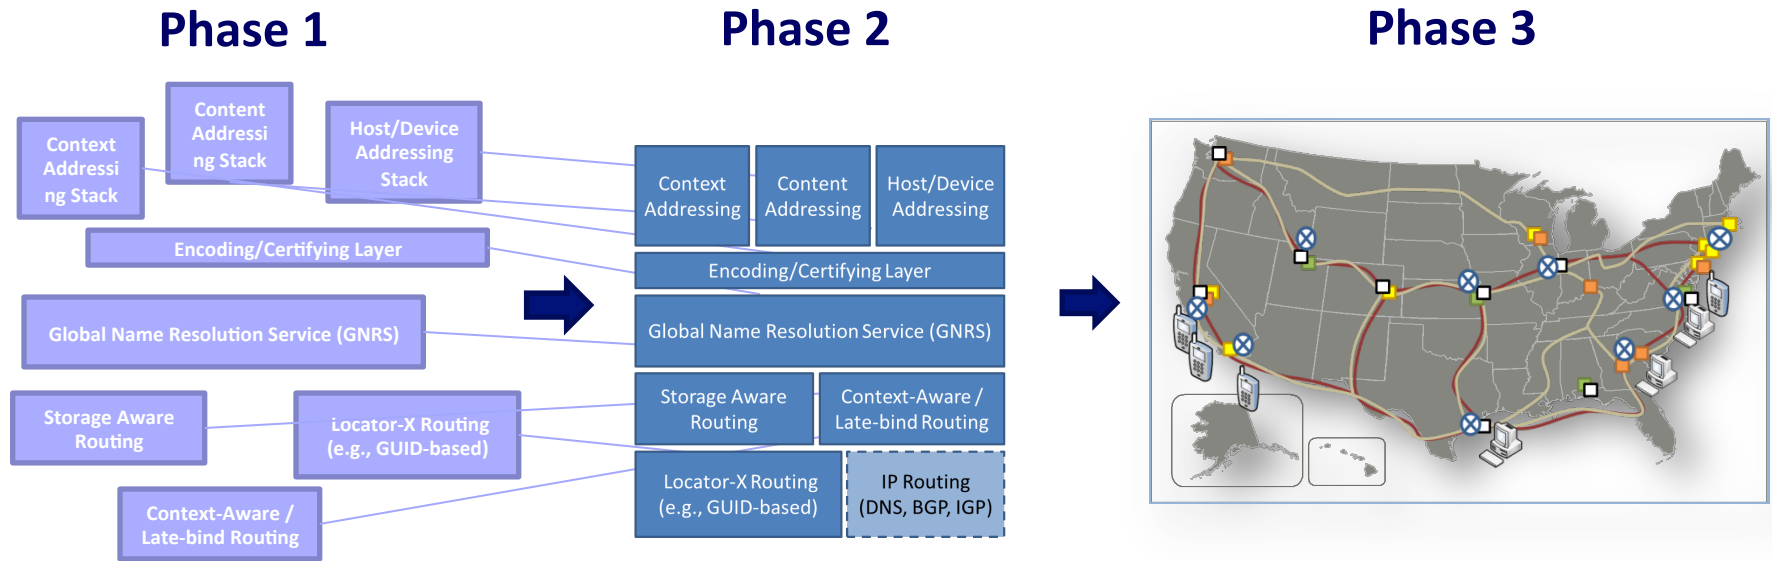 Phase 1
Phase 2
Phase 3
Context
Addressi
ng Stack
Content
Addressi
ng Stack
Host/Device
Addressing
Stack
Encoding/Certifying Layer
Global Name Resolution Service (GNRS)
Storage Aware
Routing
Locator-X Routing
(e.g., GUID-based)
Context-Aware /
Late-bind Routing
Context
Addressing
Content
Addressing
Host/Device
Addressing
Encoding/Certifying Layer
Global Name Resolution Service (GNRS)
Storage Aware
Routing
Context-Aware /
Late-bind Routing
Locator-X Routing
(e.g., GUID-based)
IP Routing
(DNS, BGP, IGP)